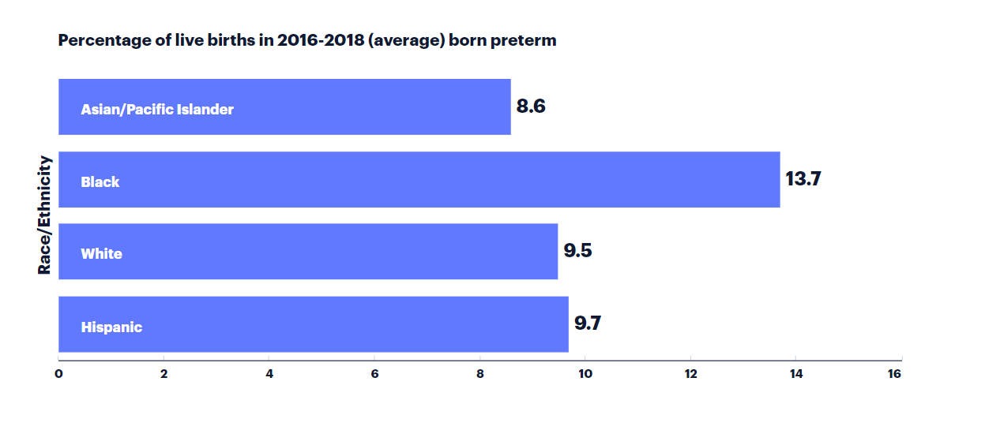 Percentage of live births in 2016-2018 (average) born preterm
Race/Ethnicity
Asian/Pacific Islander 8.6
Black 13.7
White 9.5
Hispanic 9.7
0 2 4 6 8 10 12 14 16